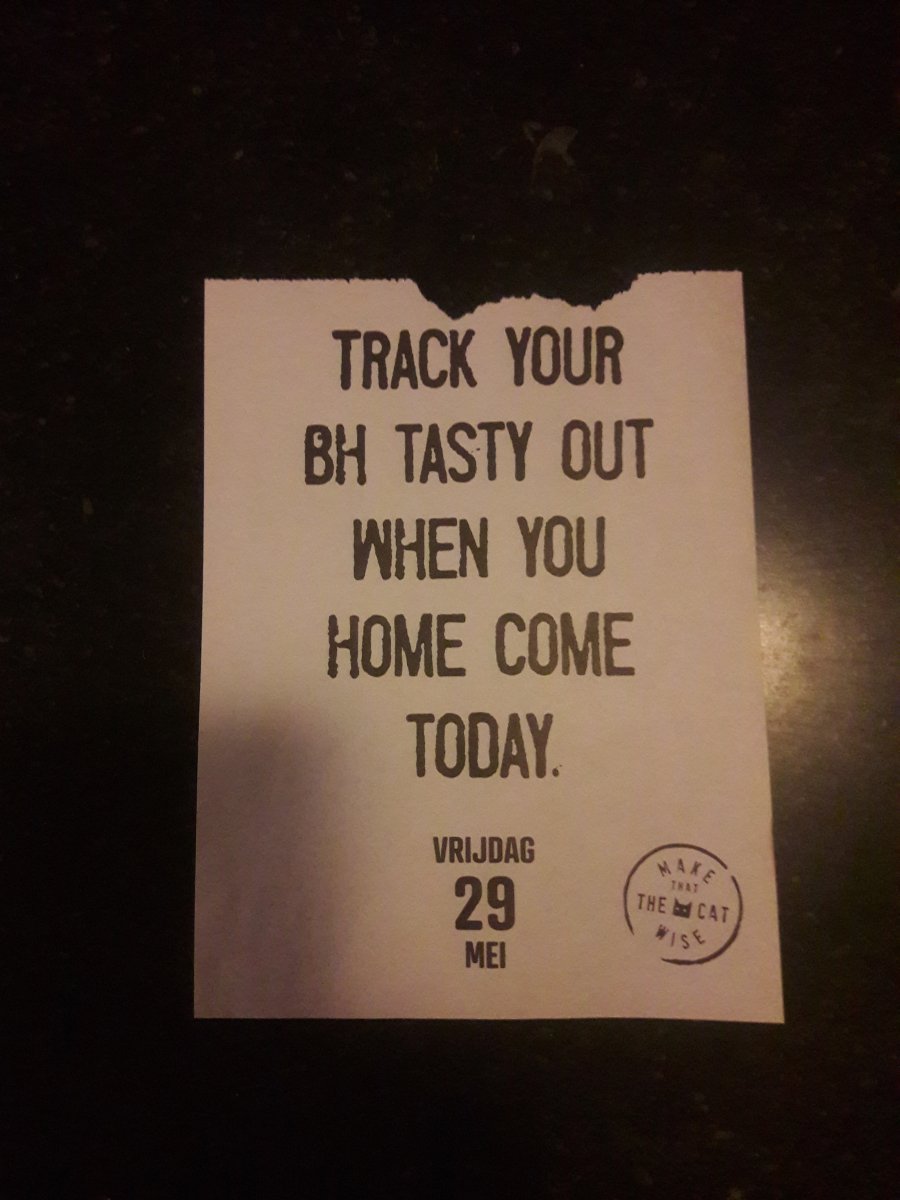 TRACK YOUR
BH TASTY OUT
WHEN YOU
HOME COME
TODAY.
VRIJDAG
29
MEI
MAKE
THAT
THE CAT
WISE